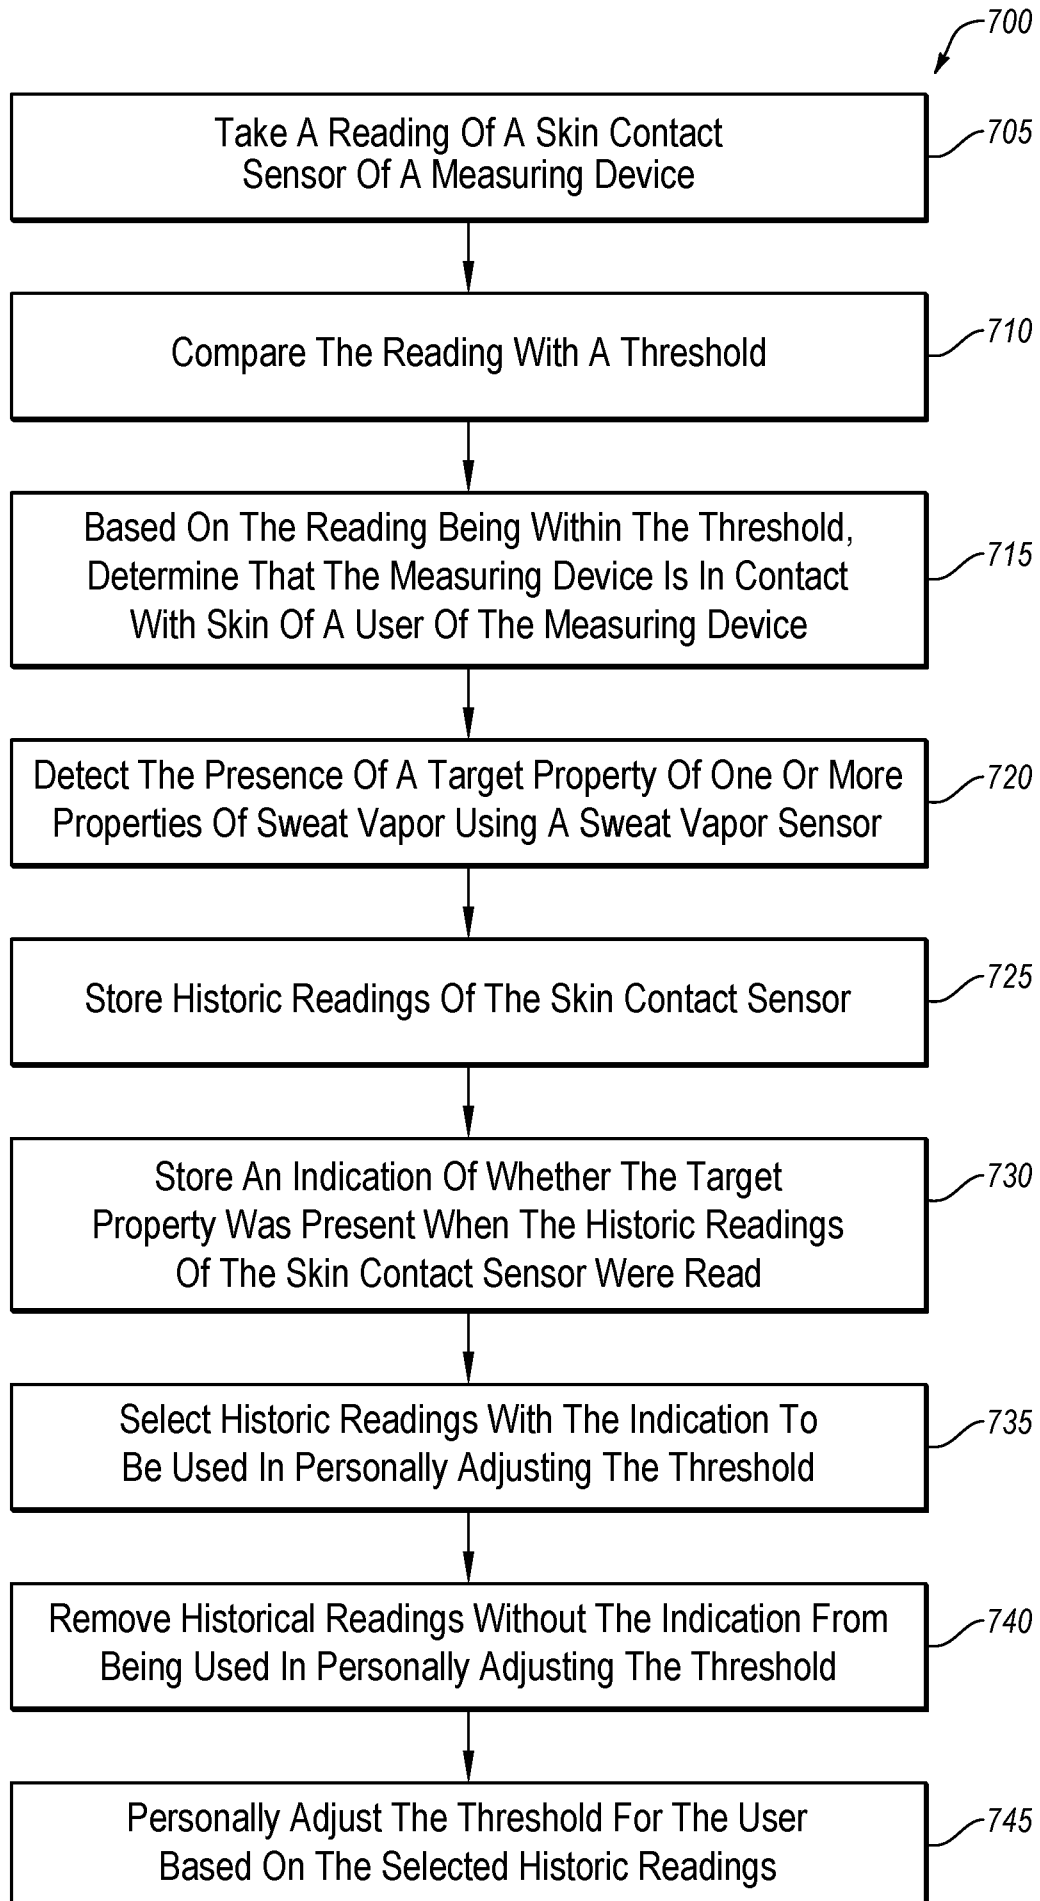 700
Take A Reading Of A Skin Contact
Sensor Of A Measuring Device
705
Compare The Reading With A Threshold
710
Based On The Reading Being Within The Threshold,
Determine That The Measuring Device Is In Contact
With Skin Of A User Of The Measuring Device
715
Detect The Presence Of A Target Property Of One Or More
Properties Of Sweat Vapor Using A Sweat Vapor Sensor
720
Store Historic Readings Of The Skin Contact Sensor
725
Store An Indication Of Whether The Target
Property Was Present When The Historic Readings
Of The Skin Contact Sensor Were Read
730
Select Historic Readings With The Indication To
Be Used In Personally Adjusting The Threshold
735
Remove Historical Readings Without The Indication From
Being Used In Personally Adjusting The Threshold
740
Personally Adjust The Threshold For The User
Based On The Selected Historic Readings
745